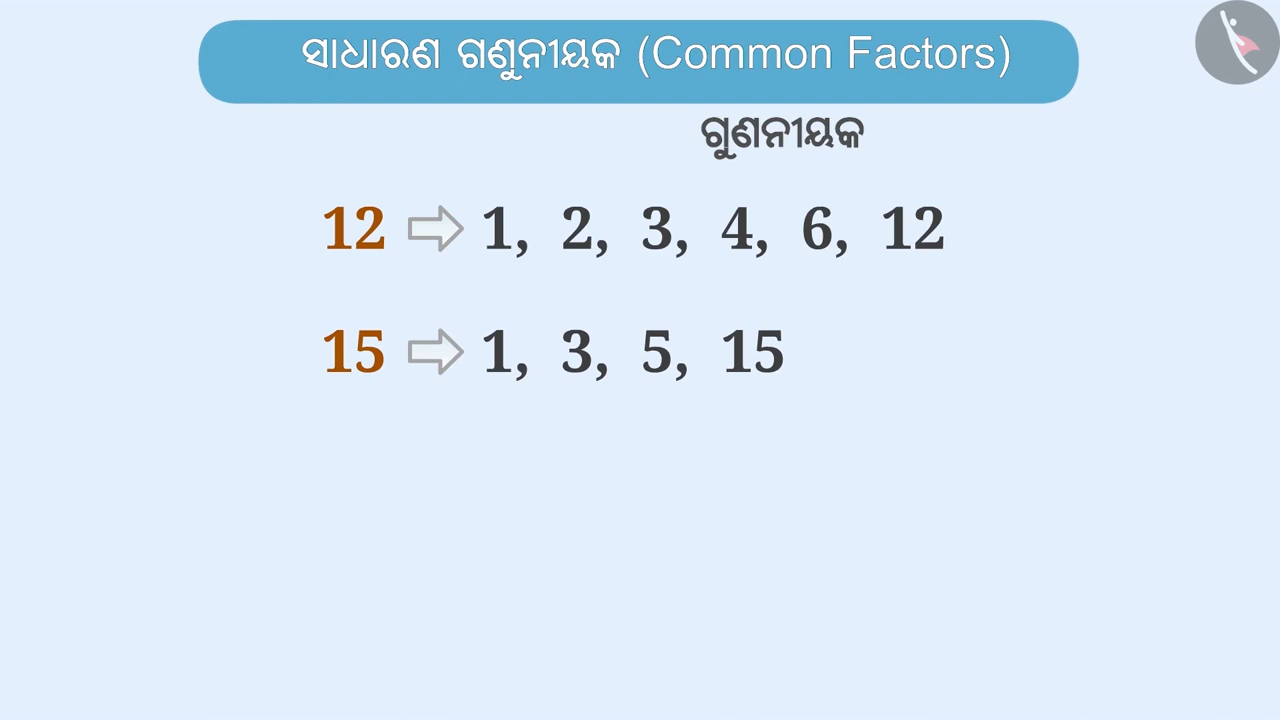 ସାଧାରଣ ଗଣୁନୀୟକ (Common Factors)
ଗୁଣନୀୟକ
12 ⇨ 1, 2, 3, 4, 6, 12
15 ⇨ 1, 3, 5, 15